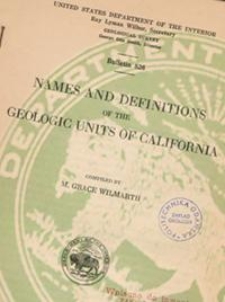 UNITED STATES DEPARTMENT OF THE INTERIOR
Ray Lyman Wilbur, Secretary
GEOLOGICAL SURVEY
Bulletin 826
NAMES AND DEFINITIONS
OF THE
GEOLOGIC UNITS OF CALIFORNIA
COMPILED BY
M. GRACE WILMARTH
DEPARTMENT